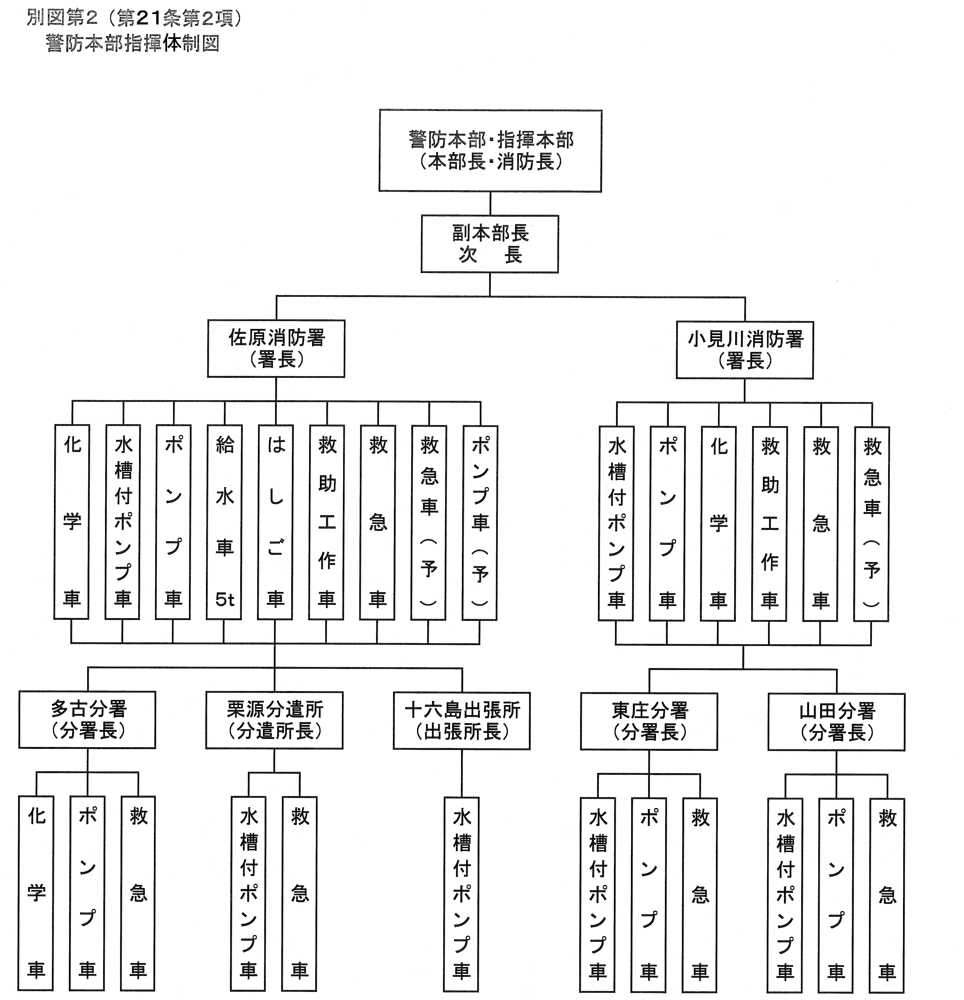 別図第2（第21条第2項）
警防本部指揮体制図
警防本部・指揮本部
（本部長・消防長）
副本部長
次　長
佐原消防署
（署長）
小見川消防署
（署長）
化学車
水槽付ポンプ車
ポンプ車
給水車5t
はしご車
救助工作車
救急車
救急車（予）
ポンプ車（予）
水槽付ポンプ車
ポンプ車
化学車
救助工作車
救急車
救急車（予）
多古分署
（分署長）
栗源分遣所
（分遣所長）
十六島出張所
（出張所長）
東庄分署
（分署長）
山田分署
（分署長）
化学車
ポンプ車
救急車
水槽付ポンプ車
救急車
水槽付ポンプ車
水槽付ポンプ車
ポンプ車
救急車
水槽付ポンプ車
ポンプ車
救急車